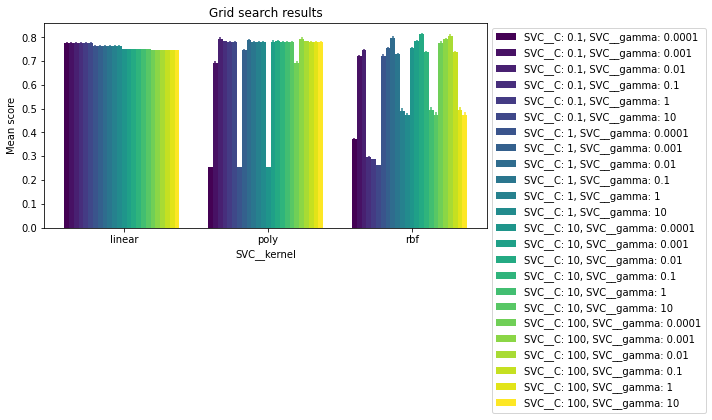 Grid search results
Mean score
0.8
0.7
0.6
0.5
0.4
0.3
0.2
0.1
0.0
linear poly rbf
SVC__kernel
SVC__C: 0.1, SVC__gamma: 0.0001
SVC__C: 0.1, SVC__gamma: 0.001
SVC__C: 0.1, SVC__gamma: 0.01
SVC__C: 0.1, SVC__gamma: 0.1
SVC__C: 0.1, SVC__gamma: 1
SVC__C: 0.1, SVC__gamma: 10
SVC__C: 1, SVC__gamma: 0.0001
SVC__C: 1, SVC__gamma: 0.001
SVC__C: 1, SVC__gamma: 0.01
SVC__C: 1, SVC__gamma: 0.1
SVC__C: 1, SVC__gamma: 1
SVC__C: 1, SVC__gamma: 10
SVC__C: 10, SVC__gamma: 0.0001
SVC__C: 10, SVC__gamma: 0.001
SVC__C: 10, SVC__gamma: 0.01
SVC__C: 10, SVC__gamma: 0.1
SVC__C: 10, SVC__gamma: 1
SVC__C: 10, SVC__gamma: 10
SVC__C: 100, SVC__gamma: 0.0001
SVC__C: 100, SVC__gamma: 0.001
SVC__C: 100, SVC__gamma: 0.01
SVC__C: 100, SVC__gamma: 0.1
SVC__C: 100, SVC__gamma: 1
SVC__C: 100, SVC__gamma: 10